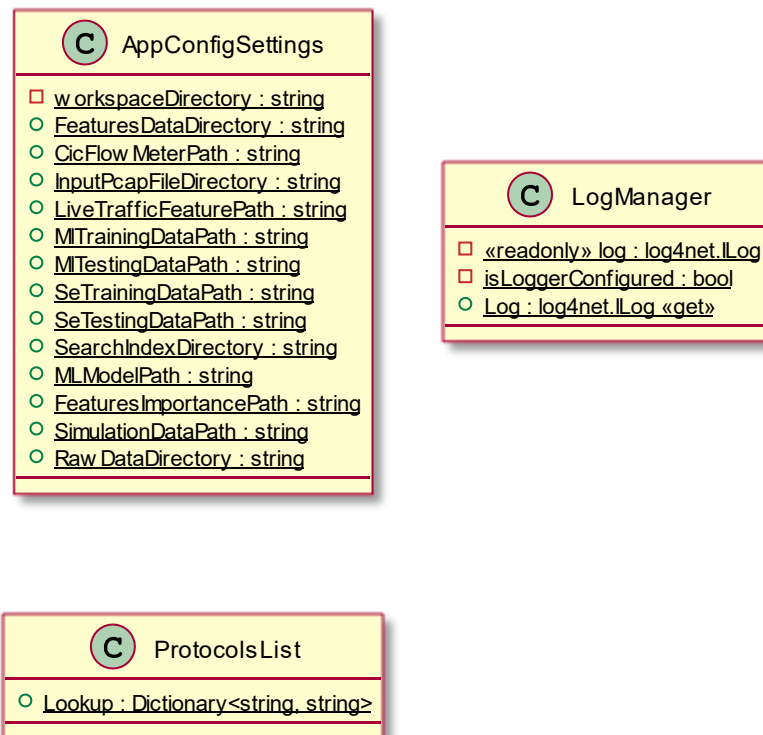 C AppConfigSettings
workspaceDirectory : string
FeaturesDataDirectory : string
CicFlowMeterPath : string
InputPcapFileDirectory : string
LiveTrafficFeaturePath : string
MlTrainingDataPath : string
MlTestingDataPath : string
SeTrainingDataPath : string
SeTestingDataPath : string
SearchIndexDirectory : string
MLModelPath : string
FeaturesImportancePath : string
SimulationDataPath : string
RawDataDirectory : string
C LogManager
«readonly» log : log4net.ILog
isLoggerConfigured : bool
Log : log4net.ILog «get»
C ProtocolsList
Lookup : Dictionary<string, string>